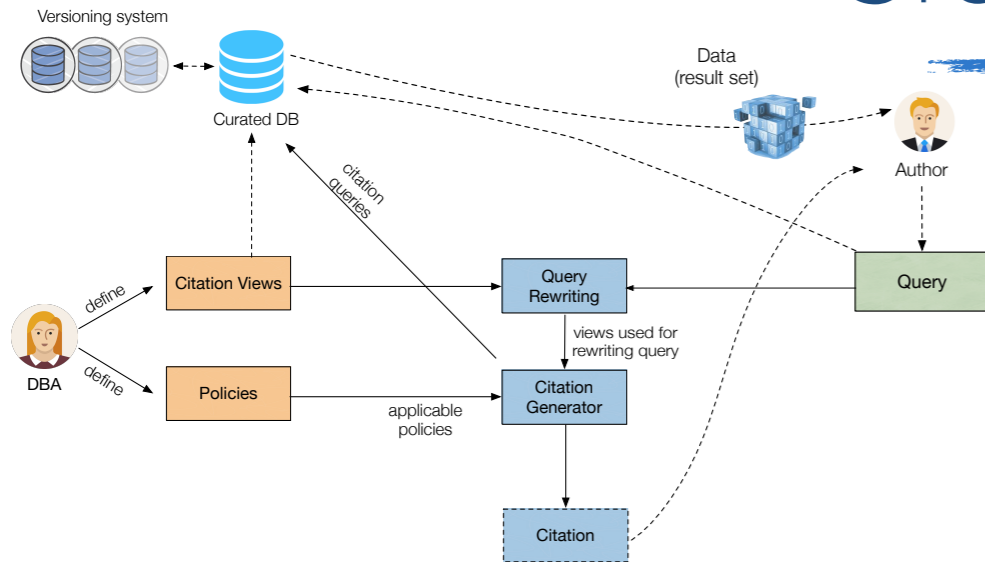 Versioning system
Curated DB
Data
(result set)
Author
citation
queries
Citation Views
Query
Rewriting
Query
define
views used for
rewriting query
DBA
define
Policies
applicable
policies
Citation
Generator
Citation